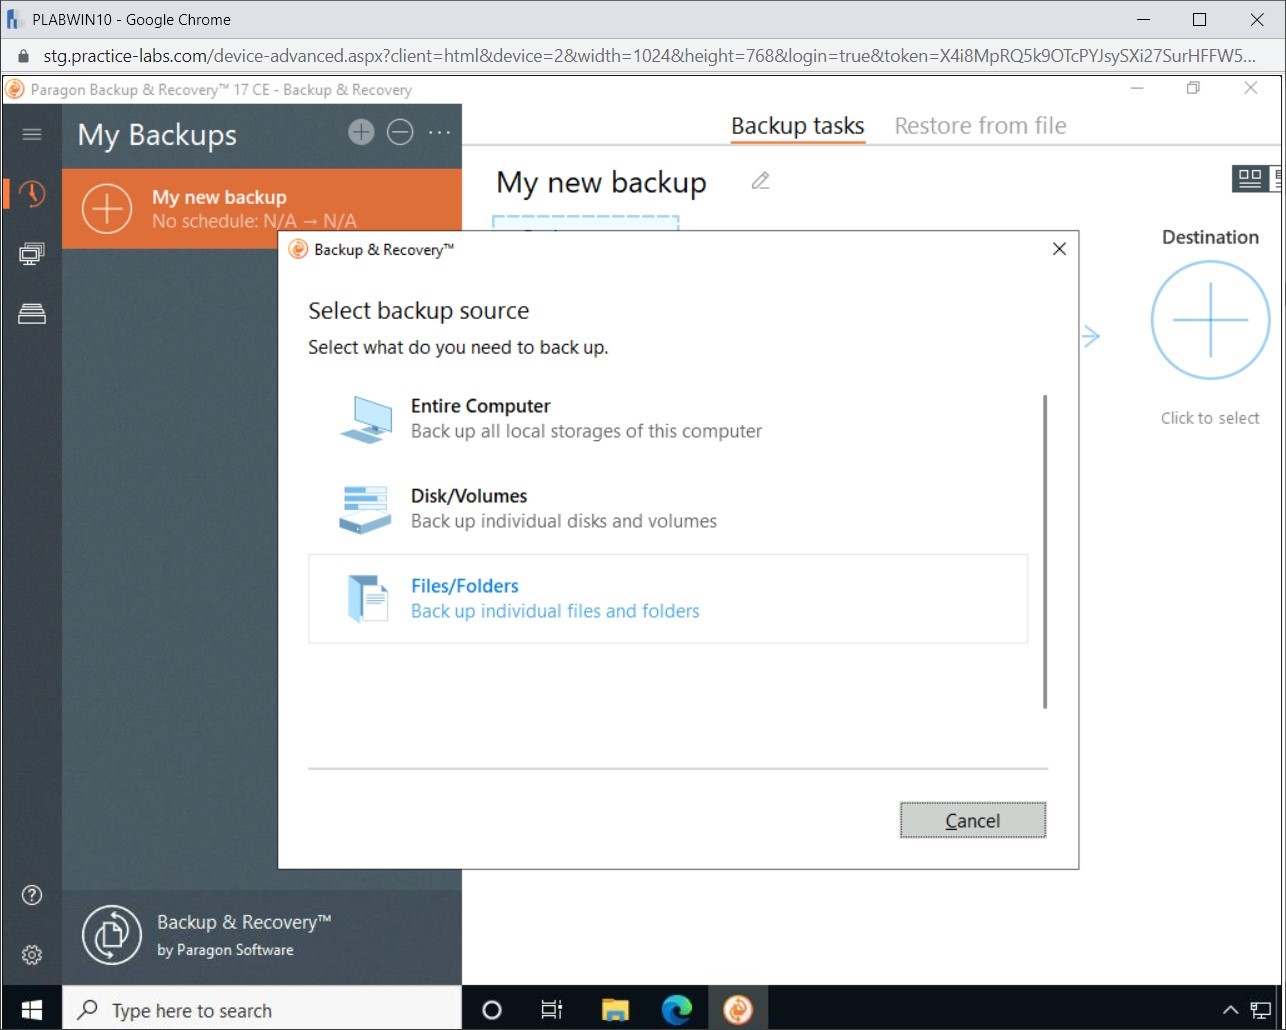 PLABWIN10 - Google Chrome
stg.practice-labs.com/device-advanced.aspx?client=html&device=2&width=1024&height=768&login=true&token=X4i8MpRQ5k9OTcPYJsySXi27SurHFFW5...
Paragon Backup & Recovery™ 17 CE - Backup & Recovery
My Backups
Backup tasks
Restore from file
My new backup
No schedule: N/A → N/A
My new backup
Destination
Click to select
Backup & Recovery™
Select backup source
Select what do you need to back up.
Entire Computer
Back up all local storages of this computer
Disk/Volumes
Back up individual disks and volumes
Files/Folders
Back up individual files and folders
Cancel
Backup & Recovery™
by Paragon Software
Type here to search